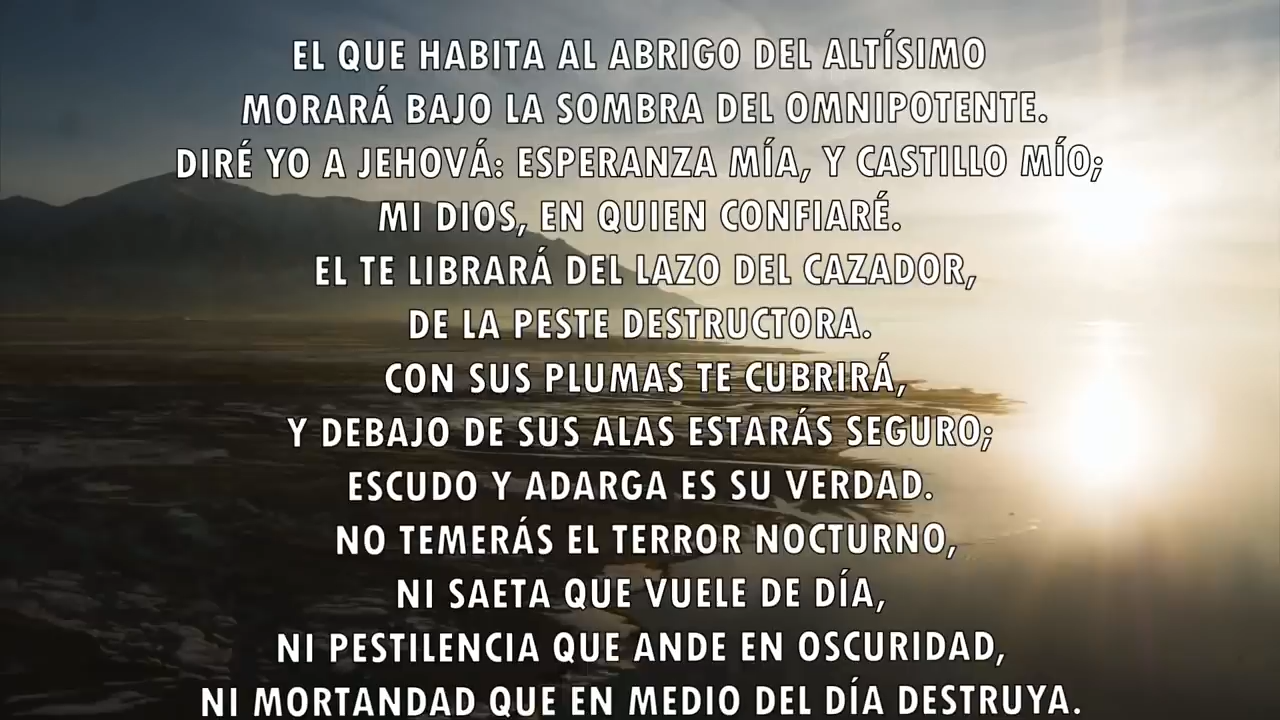 EL QUE HABITA AL ABRIGO DEL ALTÍSIMO
MORARÁ BAJO LA SOMBRA DEL OMNIPOTENTE.
DIRÉ YO A JEHOVÁ: ESPERANZA MÍA, Y CASTILLO MÍO;
MI DIOS, EN QUIEN CONFIARÉ.
EL TE LIBRARÁ DEL LAZO DEL CAZADOR,
DE LA PESTE DESTRUCTORA.
CON SUS PLUMAS TE CUBRIRÁ,
Y DEBAJO DE SUS ALAS ESTARÁS SEGURO;
ESCUDO Y ADARGA ES SU VERDAD.
NO TEMERÁS EL TERROR NOCTURNO,
NI SAETA QUE VUELE DE DÍA,
NI PESTILENCIA QUE ANDE EN OSCURIDAD,
NI MORTANDAD QUE EN MEDIO DEL DÍA DESTRUYA.